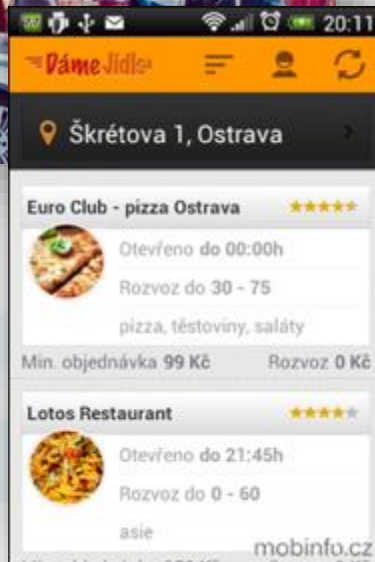 20:11
DámeJídlo
Škrétova 1, Ostrava
Euro Club - pizza Ostrava
Otevřeno do 00:00h
Rozvoz do 30 - 75
pizza, těstoviny, saláty
Min. objednávka 99 Kč Rozvoz 0 Kč
Lotos Restaurant
Otevřeno do 21:45h
Rozvoz do 0 - 60
asie
mobinfo.cz